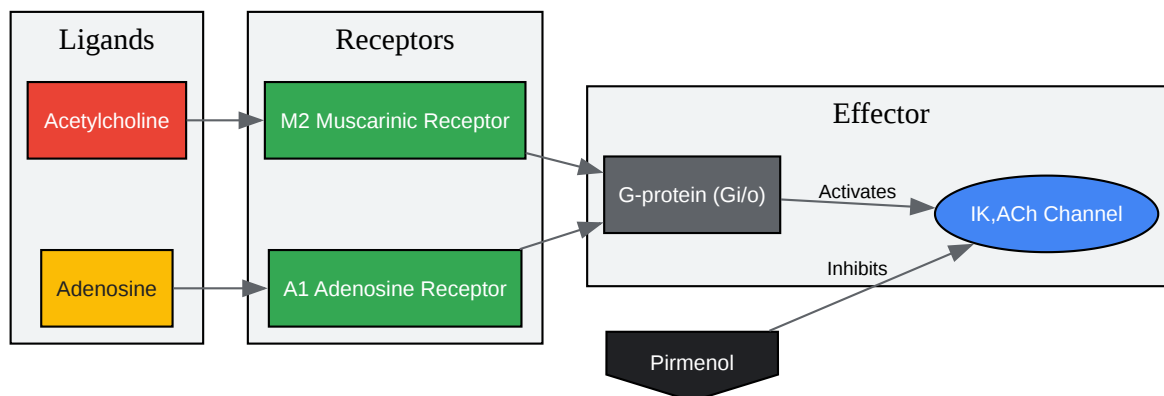 Ligands
Receptors
Effector
Acetylcholine
M2 Muscarinic Receptor
G-protein (Gi/o)
Activates
IK,ACh Channel
Adenosine
A1 Adenosine Receptor
Inhibits
Pirmenol